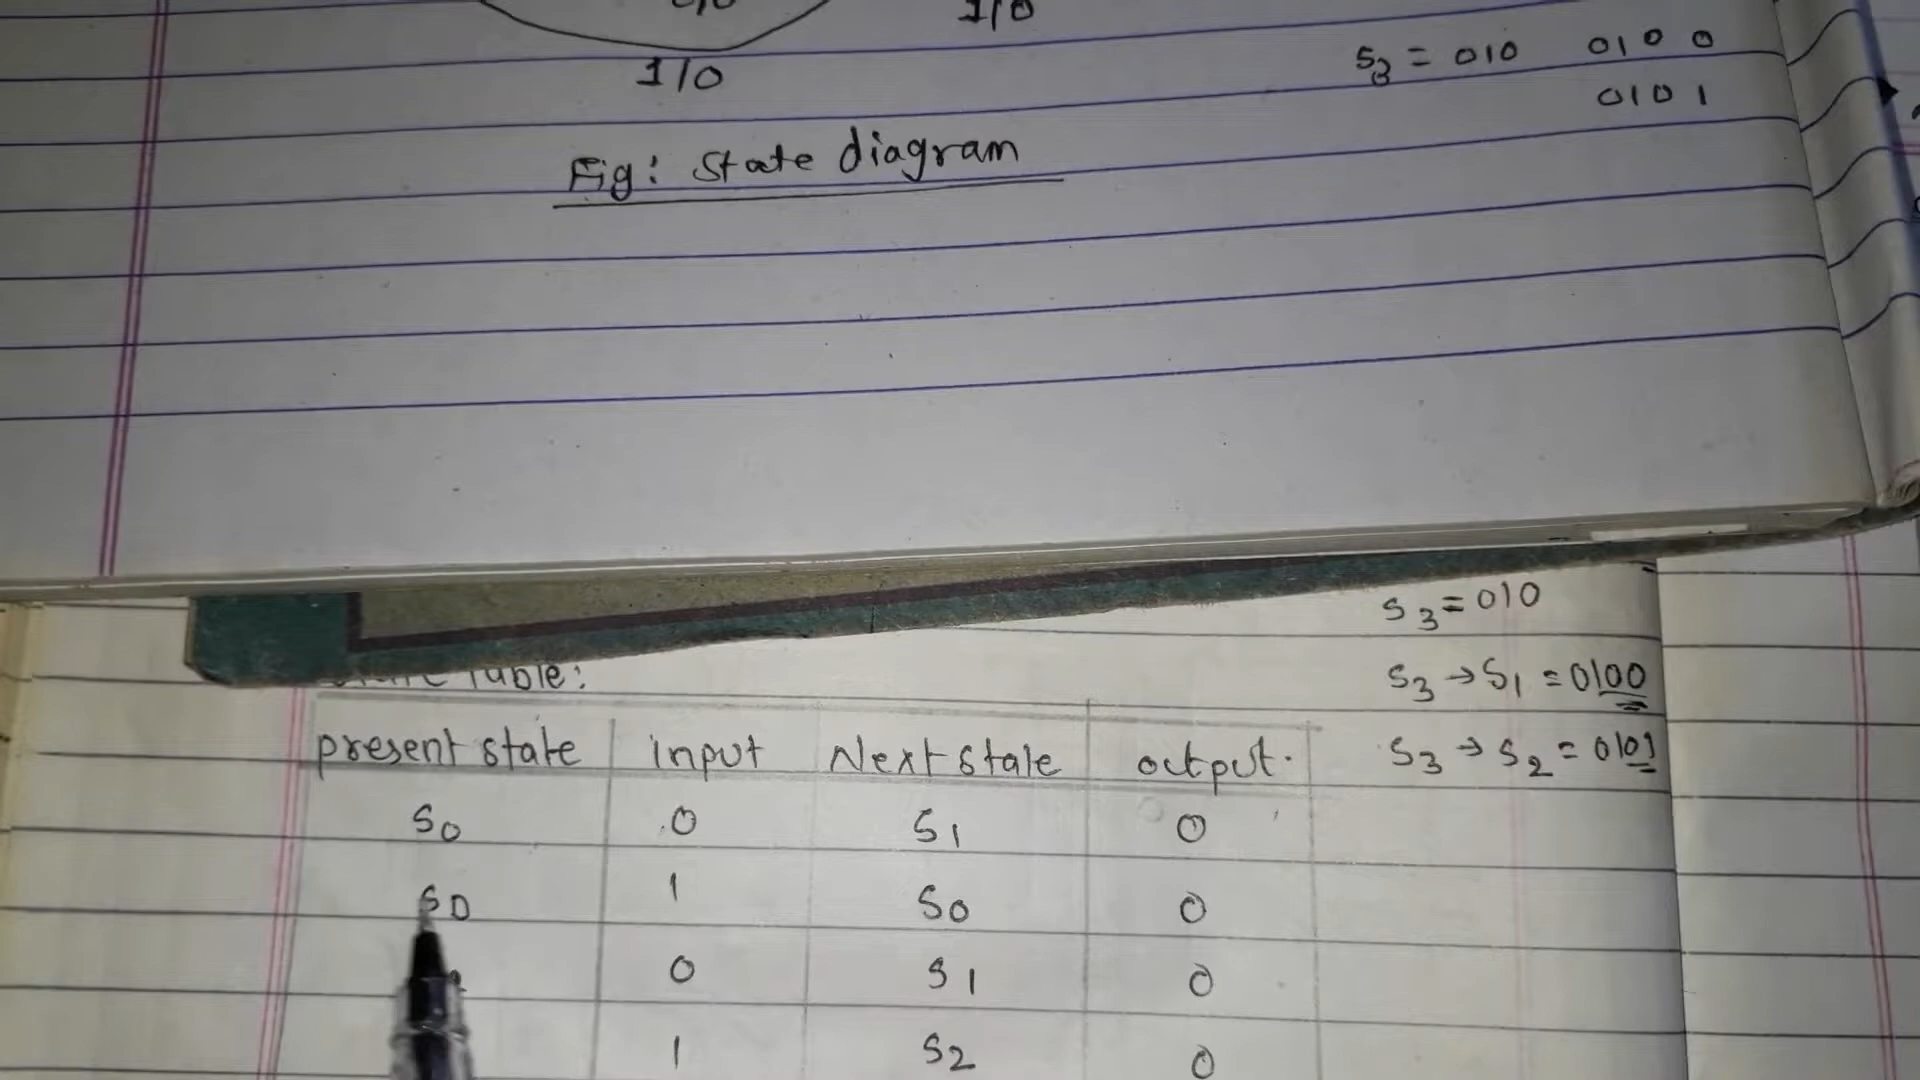 1/0
1/0
S3 = 010 0100
0101
Fig: State diagram
S3 = 010
S3 → S1 = 0100
Table:
S3 → S2 = 0101
present state input Next state output.
S0 0 S1 0
S0 1 S0 0
0 S1 0
1 S2 0